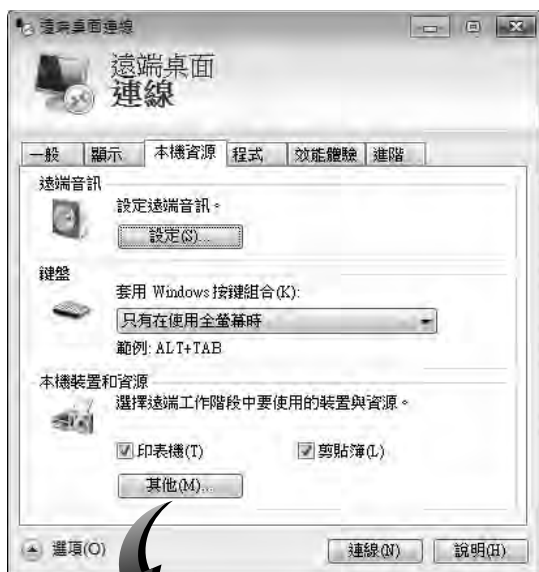 遠端桌面連線
遠端桌面
連線
一般 顯示 本機資源 程式 效能體驗 進階
遠端音訊
設定遠端音訊。
設定(S)...
鍵盤
套用 Windows 按鍵組合(K):
只有在使用全螢幕時
範例: ALT+TAB
本機裝置和資源
選擇遠端工作階段中要使用的裝置與資源。
印表機(T) 剪貼簿(L)
其他(M)...
選項(O) 連線(N) 說明(H)